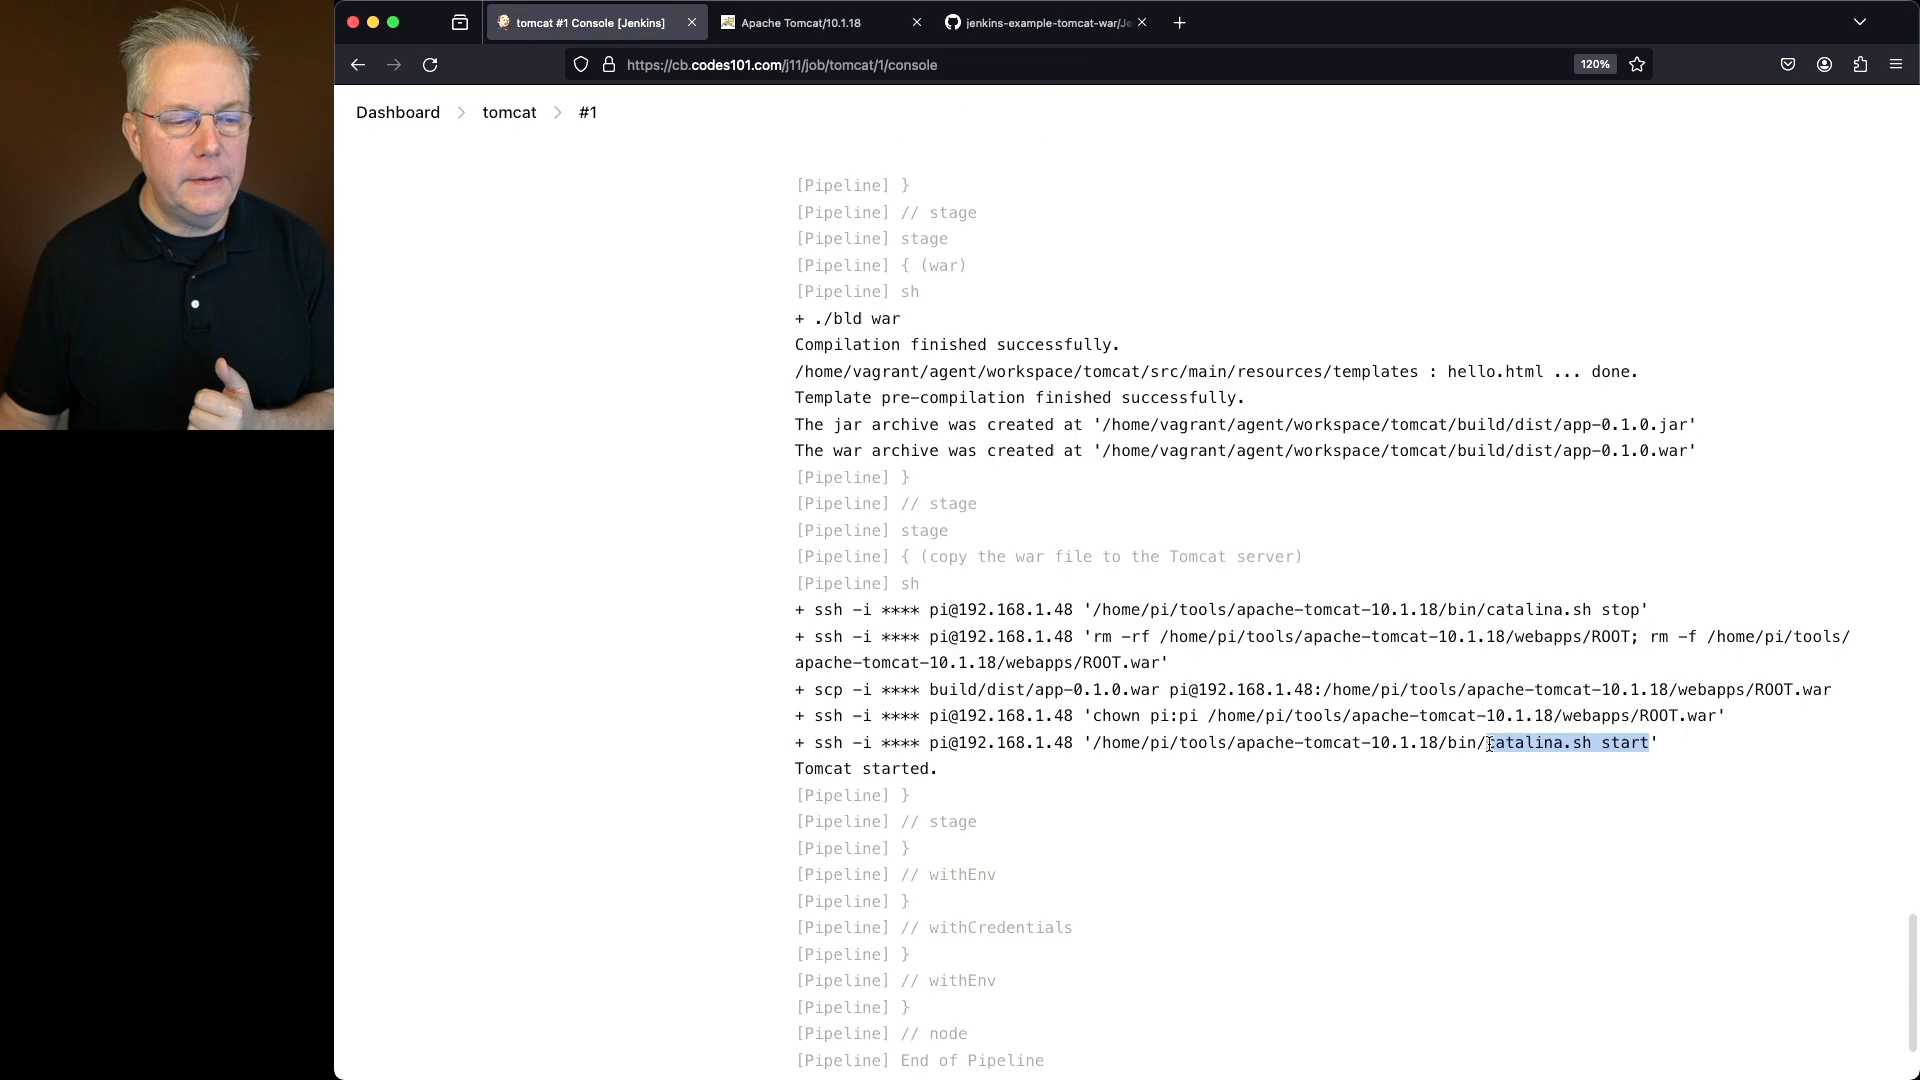 tomcat #1 Console [Jenkins]
Apache Tomcat/10.1.18
jenkins-example-tomcat-war/Je
https://cb.codes101.com/j11/job/tomcat/1/console
120%
Dashboard > tomcat > #1
[Pipeline] }
[Pipeline] // stage
[Pipeline] stage
[Pipeline] { (war)
[Pipeline] sh
+ ./bld war
Compilation finished successfully.
/home/vagrant/agent/workspace/tomcat/src/main/resources/templates : hello.html ... done.
Template pre-compilation finished successfully.
The jar archive was created at '/home/vagrant/agent/workspace/tomcat/build/dist/app-0.1.0.jar'
The war archive was created at '/home/vagrant/agent/workspace/tomcat/build/dist/app-0.1.0.war'
[Pipeline] }
[Pipeline] // stage
[Pipeline] stage
[Pipeline] { (copy the war file to the Tomcat server)
[Pipeline] sh
+ ssh -i **** pi@192.168.1.48 '/home/pi/tools/apache-tomcat-10.1.18/bin/catalina.sh stop'
+ ssh -i **** pi@192.168.1.48 'rm -rf /home/pi/tools/apache-tomcat-10.1.18/webapps/ROOT; rm -f /home/pi/tools/
apache-tomcat-10.1.18/webapps/ROOT.war'
+ scp -i **** build/dist/app-0.1.0.war pi@192.168.1.48:/home/pi/tools/apache-tomcat-10.1.18/webapps/ROOT.war
+ ssh -i **** pi@192.168.1.48 'chown pi:pi /home/pi/tools/apache-tomcat-10.1.18/webapps/ROOT.war'
+ ssh -i **** pi@192.168.1.48 '/home/pi/tools/apache-tomcat-10.1.18/bin/catalina.sh start'
Tomcat started.
[Pipeline] }
[Pipeline] // stage
[Pipeline] }
[Pipeline] // withEnv
[Pipeline] }
[Pipeline] // withCredentials
[Pipeline] }
[Pipeline] // withEnv
[Pipeline] }
[Pipeline] // node
[Pipeline] End of Pipeline